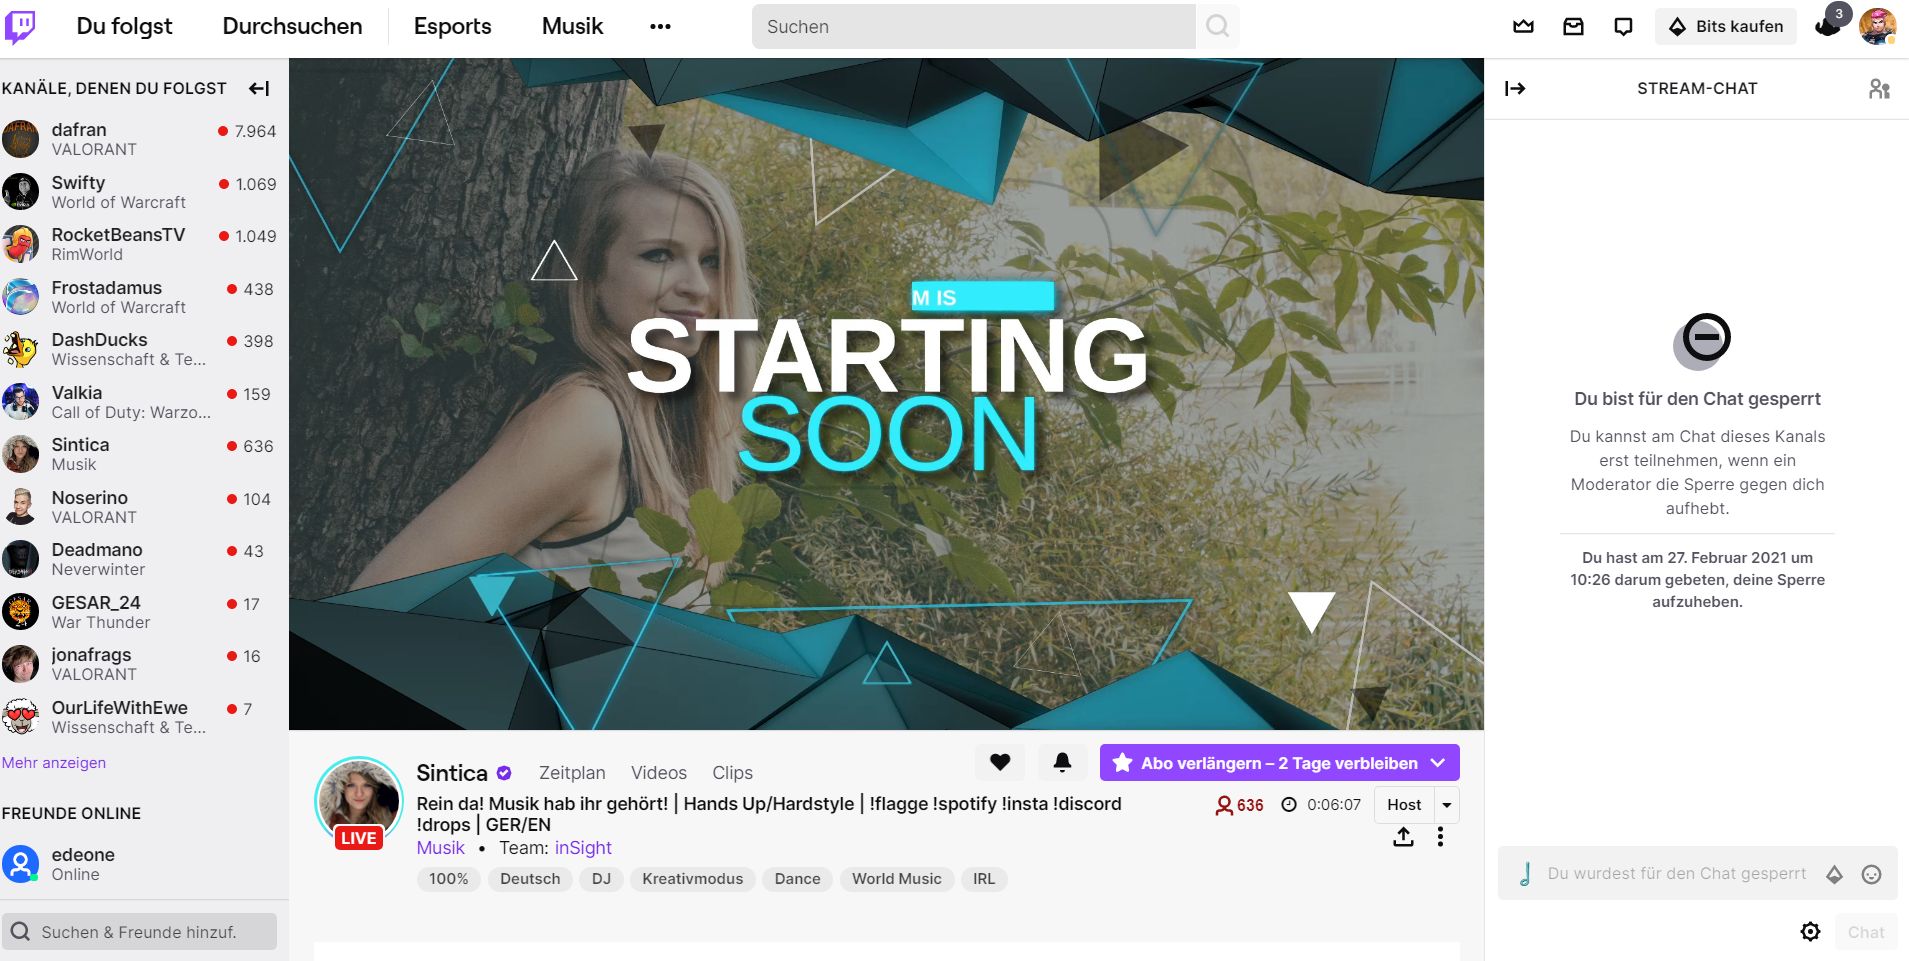 Du folgst
Durchsuchen
Esports
Musik
Suchen
Bits kaufen
3
KANÄLE, DENEN DU FOLGST
dafran
7.964
VALORANT
Swifty
1.069
World of Warcraft
RocketBeansTV
1.049
RimWorld
Frostadamus
438
World of Warcraft
DashDucks
398
Wissenschaft & Te...
Valkia
159
Call of Duty: Warzo...
Sintica
636
Musik
Noserino
104
VALORANT
Deadmano
43
Neverwinter
GESAR_24
17
War Thunder
jonafrags
16
VALORANT
OurLifeWithEwe
7
Wissenschaft & Te...
Mehr anzeigen
FREUNDE ONLINE
edeone
Online
Suchen & Freunde hinzuf.
M IS
STARTING
SOON
LIVE
Sintica
Zeitplan
Videos
Clips
Abo verlängern – 2 Tage verbleiben
Rein da! Musik hab ihr gehört! | Hands Up/Hardstyle | !flagge !spotify !insta !discord
!drops | GER/EN
636
0:06:07
Host
Musik • Team: inSight
100%
Deutsch
DJ
Kreativmodus
Dance
World Music
IRL
STREAM-CHAT
Du bist für den Chat gesperrt
Du kannst am Chat dieses Kanals
erst teilnehmen, wenn ein
Moderator die Sperre gegen dich
aufhebt.
Du hast am 27. Februar 2021 um
10:26 darum gebeten, deine Sperre
aufzuheben.
Du wurdest für den Chat gesperrt
Chat